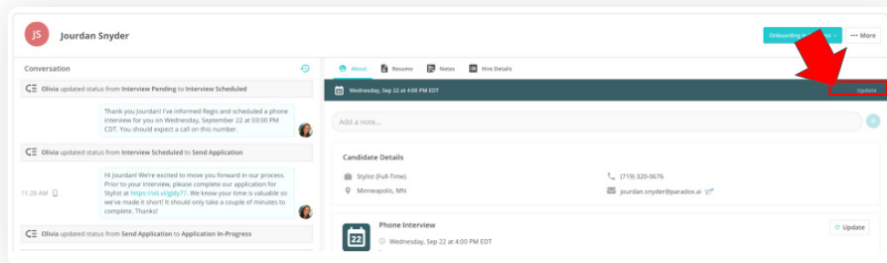 JS
Jourdan Snyder
Onboarding
More
Conversation
Olivia updated status from Interview Pending to Interview Scheduled
Thank you Jourdan! I've informed Regis and scheduled a phone
interview for you on Wednesday, September 22 at 03:00 PM
CDT. You should expect a call on this number.
Olivia updated status from Interview Scheduled to Send Application
Hi Jourdan! We're excited to move you forward in our process.
Prior to your interview, please complete our application for
Stylist at We know your time is valuable so
we've made it short! It should only take a couple of minutes to
complete. Thanks!
11:28 AM
Olivia updated status from Send Application to Application In-Progress
About
Resume
Notes
Hire Details
Wednesday, Sep 22 at 4:00 PM EDT
Update
Add a note...
Candidate Details
Stylist (Full-Time)
(719) 320-0676
Minneapolis, MN
jourdan.snyder@paradox.ai
Phone Interview
22
Wednesday, Sep 22 at 4:00 PM EDT
Update